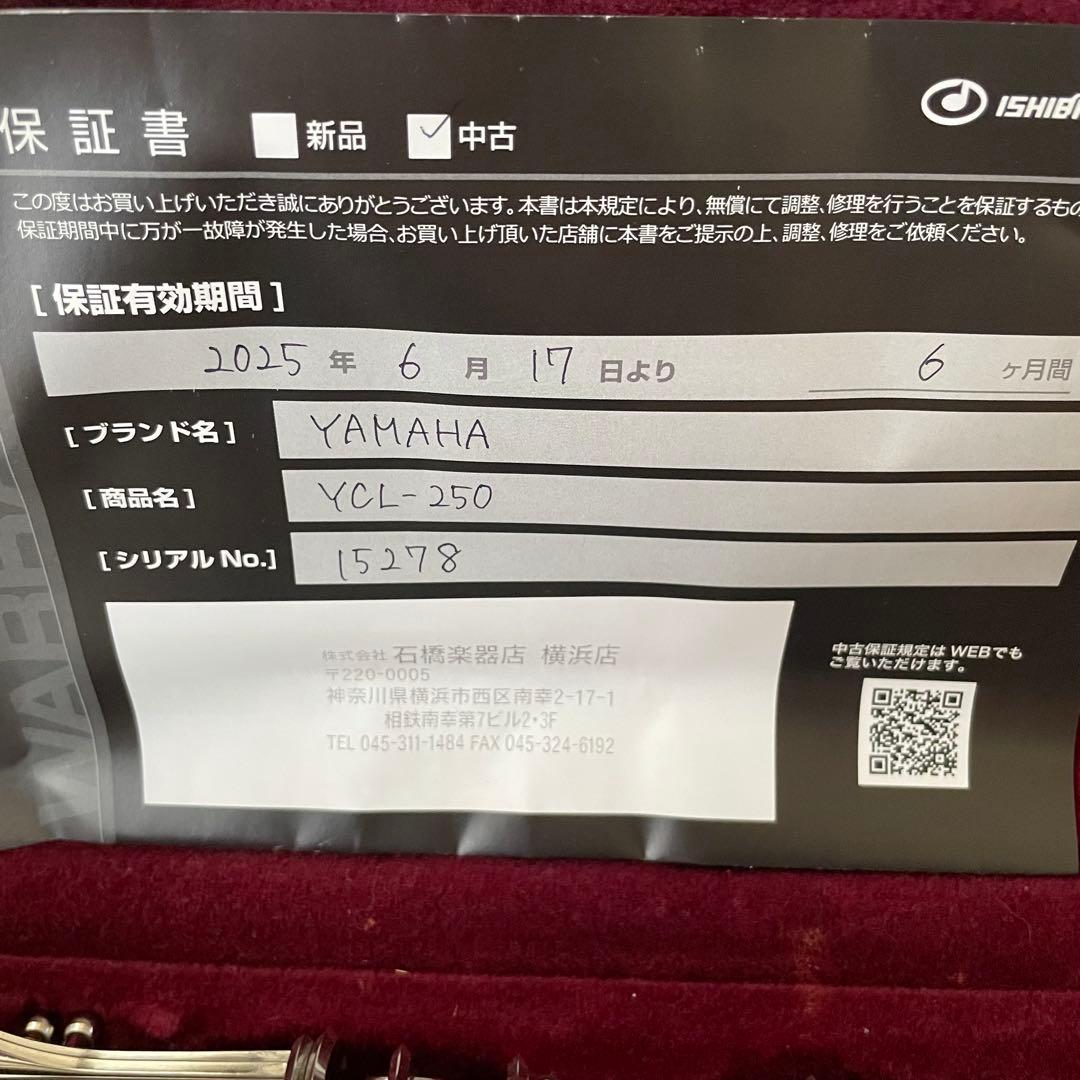 保証書 新品 中古
この度はお買い上げいただき誠にありがとうございます。本書は本規定により、無償にて調整、修理を行うことを保証するもの
保証期間中に万が一故障が発生した場合、お買い上げ頂いた店舗に本書をご提示の上、調整、修理をご依頼ください。
[保証有効期間]
2025年 6月 17日より 6ヶ月間
[ブランド名] YAMAHA
[商品名] YCL-250
[シリアルNo.] 15278
株式会社 石橋楽器店 横浜店
〒220-0005
神奈川県横浜市西区南幸2-17-1
相鉄南幸第7ビル2・3F
TEL 045-311-1484 FAX 045-324-6192
中古保証規定はWEBでも
ご覧いただけます。